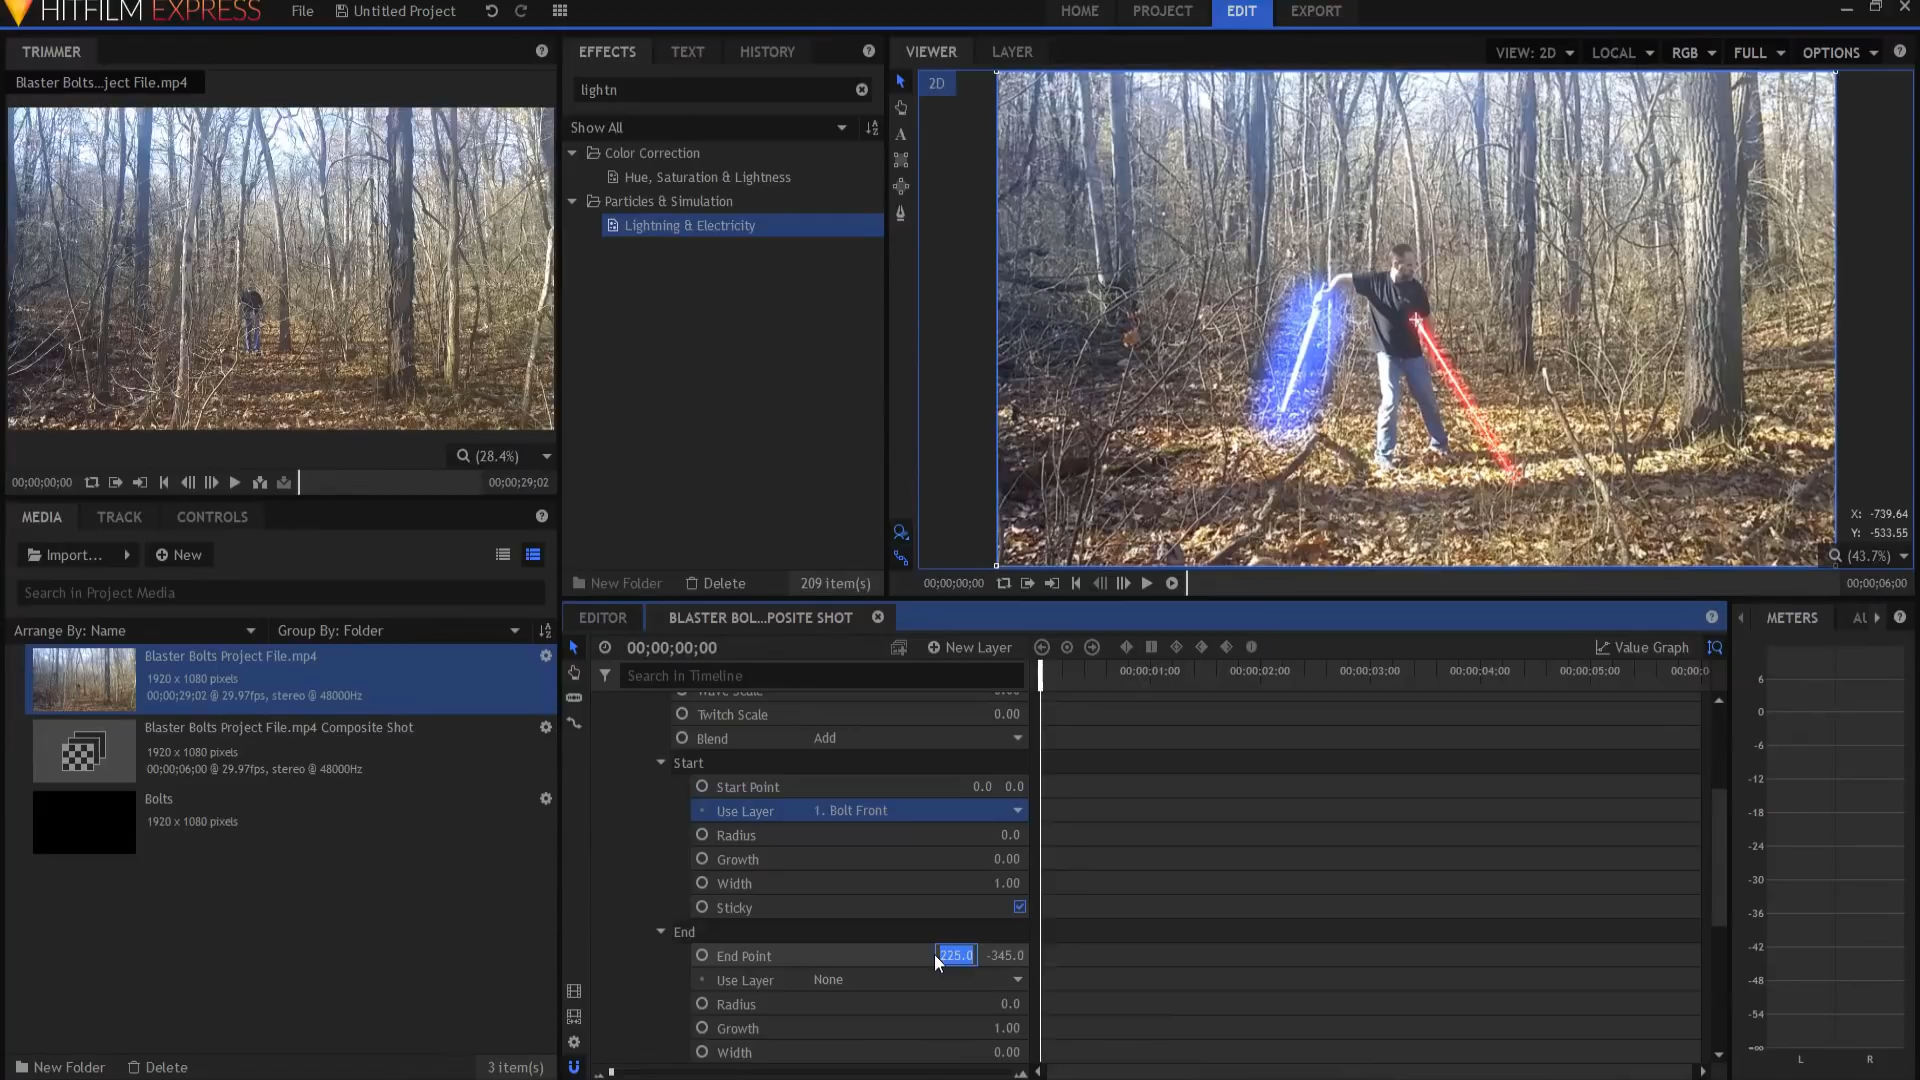 HITFILM EXPRESS File Untitled Project HOME PROJECT EDIT EXPORT
TRIMMER
Blaster Bolts...ject File.mp4
(28.4%)
00;00;00;00 00;00;29;02
MEDIA TRACK CONTROLS
Import... New
Search in Project Media
Arrange By: Name Group By: Folder
Blaster Bolts Project File.mp4
1920 x 1080 pixels
00;00;29;02 @ 29.97fps, stereo @ 48000Hz
Blaster Bolts Project File.mp4 Composite Shot
1920 x 1080 pixels
00;00;06;00 @ 29.97fps, stereo @ 48000Hz
Bolts
1920 x 1080 pixels
New Folder Delete 3 item(s)
EFFECTS TEXT HISTORY
lightn
Show All
Color Correction
Hue, Saturation & Lightness
Particles & Simulation
Lightning & Electricity
New Folder Delete 209 item(s)
VIEWER LAYER VIEW: 2D LOCAL RGB FULL OPTIONS
2D
X: -739.64
Y: -533.55
(43.7%)
00;00;00;00 00;00;06;00
EDITOR BLASTER BOL...POSITE SHOT
00;00;00;00 New Layer Value Graph
Search in Timeline
00;00;01;00 00;00;02;00 00;00;03;00 00;00;04;00 00;00;05;00 00;00;0
Wave Scale 0.00
Twitch Scale 0.00
Blend Add
Start
Start Point 0.0 0.0
Use Layer 1. Bolt Front
Radius 0.0
Growth 0.00
Width 1.00
Sticky
End
End Point 225.0 -345.0
Use Layer None
Radius 0.0
Growth 1.00
Width 0.00
METERS AU
6
0
-6
-12
-18
-24
-30
-36
-42
-48
-54
-∞
L R